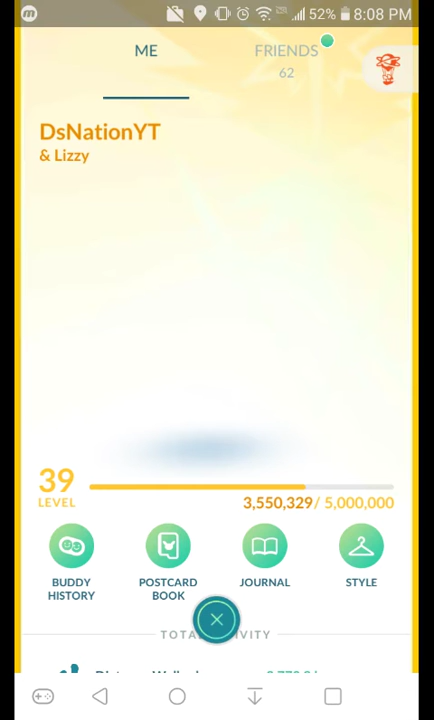 52% 8:08 PM
ME
FRIENDS
62
DsNationYT
& Lizzy
39
LEVEL
3,550,329/ 5,000,000
BUDDY
HISTORY
POSTCARD
BOOK
JOURNAL
STYLE